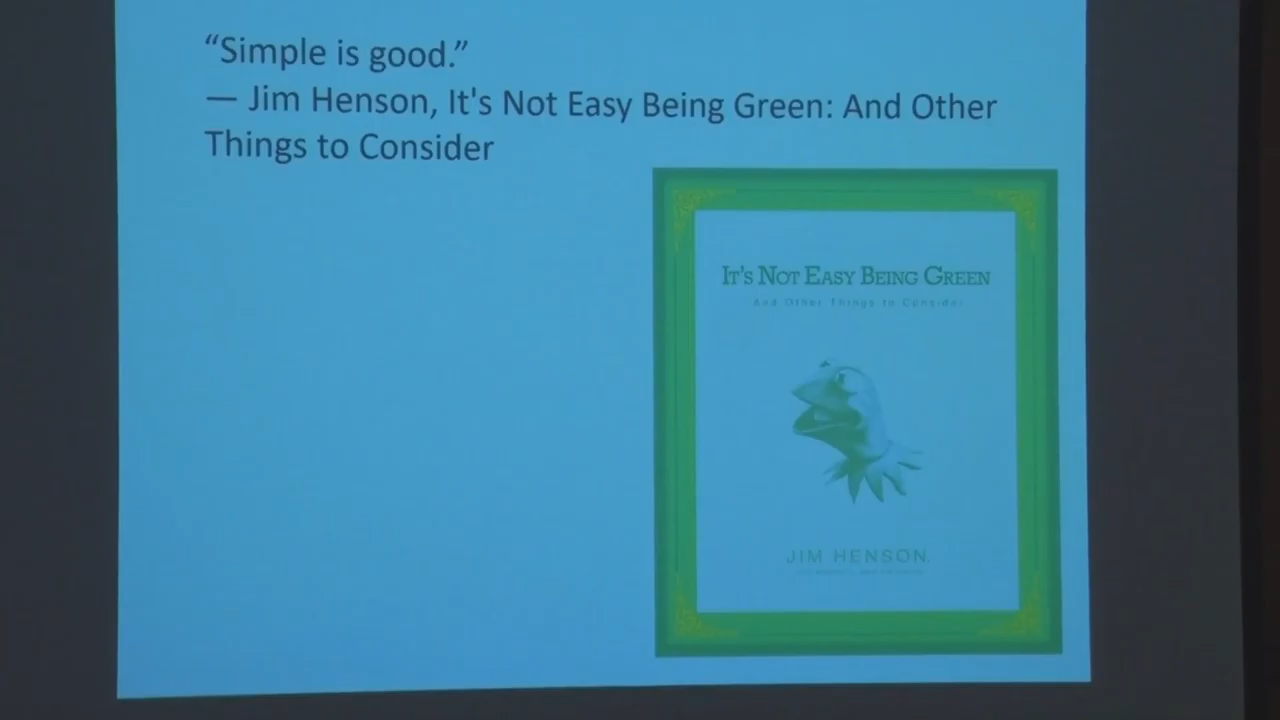 “Simple is good.”
— Jim Henson, It's Not Easy Being Green: And Other
Things to Consider
IT'S NOT EASY BEING GREEN
And Other Things to Consider
JIM HENSON